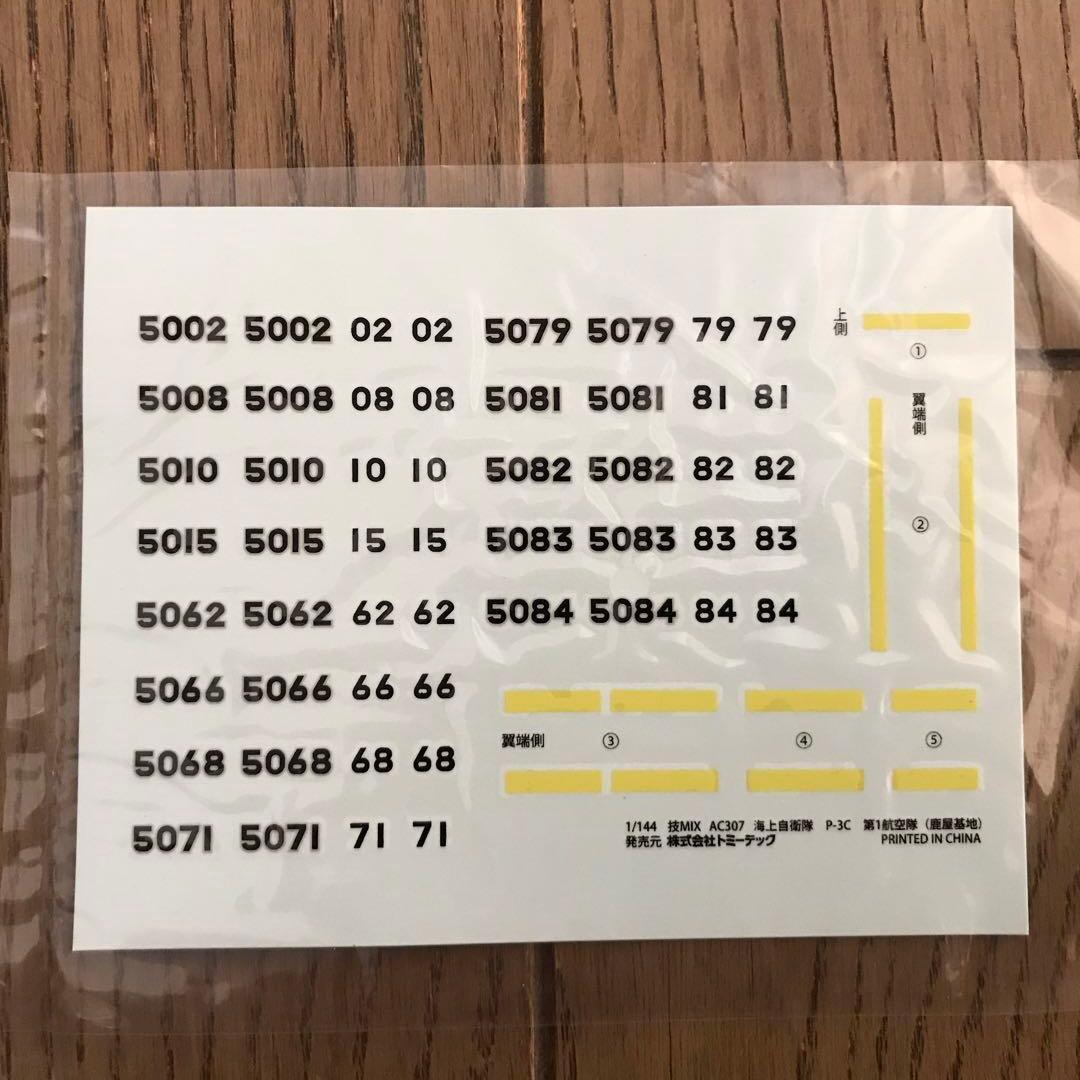 5002 5002 02 02 5079 5079 79 79
5008 5008 08 08 5081 5081 81 81
5010 5010 10 10 5082 5082 82 82
5015 5015 15 15 5083 5083 83 83
5062 5062 62 62 5084 5084 84 84
5066 5066 66 66
5068 5068 68 68
5071 5071 71 71
上側
①
翼端側
②
翼端側 ③ ④ ⑤
1/144 技MIX AC307 海上自衛隊 P-3C 第1航空隊（鹿屋基地）
発売元 株式会社トミーテック PRINTED IN CHINA